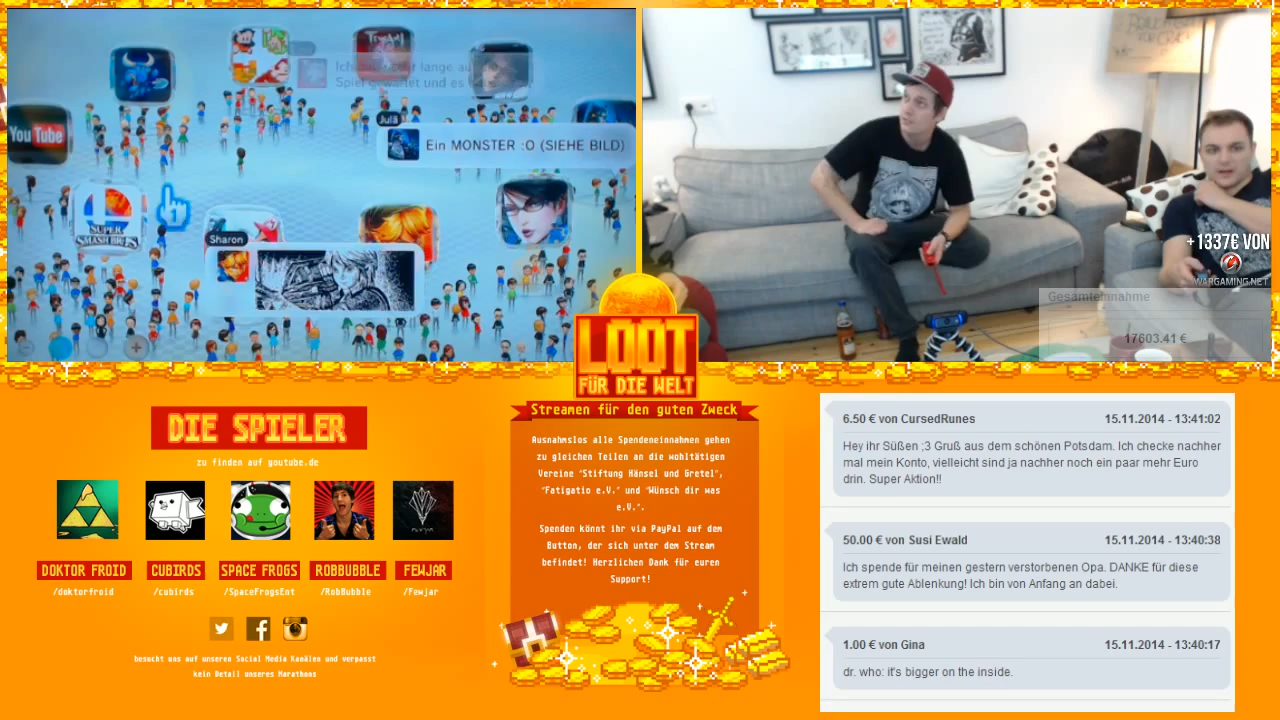 Ich
lange
Spiel gewartet und es
YouTube
Julä
Ein MONSTER :O (SIEHE BILD)
SUPER
SMASH BROS
Sharon
+1337€ VON
WARGAMING.NET
Gesamteinnahme
17603.41 €
LOOT
FÜR DIE WELT
DIE SPIELER
zu finden auf youtube.de
DOKTOR FROID
CUBIRDS
SPACE FROGS
ROBBUBBLE
FEWJAR
/doktorfroid
/cubirds
/SpaceFrogsEnt
/RobBubble
/Fewjar
besucht uns auf unseren Social Media Kanälen und verpasst
kein Detail unseres Marathons
Streamen für den guten Zweck
Ausnahmslos alle Spendeneinnahmen gehen
zu gleichen Teilen an die wohltätigen
Vereine "Stiftung Hänsel und Gretel",
"Fatigatio e.V." und "Wünsch dir was
e.V.".
Spenden könnt ihr via PayPal auf dem
Button, der sich unter dem Stream
befindet! Herzlichen Dank für euren
Support!
6.50 € von CursedRunes
15.11.2014 - 13:41:02
Hey ihr Süßen ;3 Gruß aus dem schönen Potsdam. Ich checke nachher
mal mein Konto, vielleicht sind ja nachher noch ein paar mehr Euro
drin. Super Aktion!!
50.00 € von Susi Ewald
15.11.2014 - 13:40:38
Ich spende für meinen gestern verstorbenen Opa. DANKE für diese
extrem gute Ablenkung! Ich bin von Anfang an dabei.
1.00 € von Gina
15.11.2014 - 13:40:17
dr. who: it's bigger on the inside.